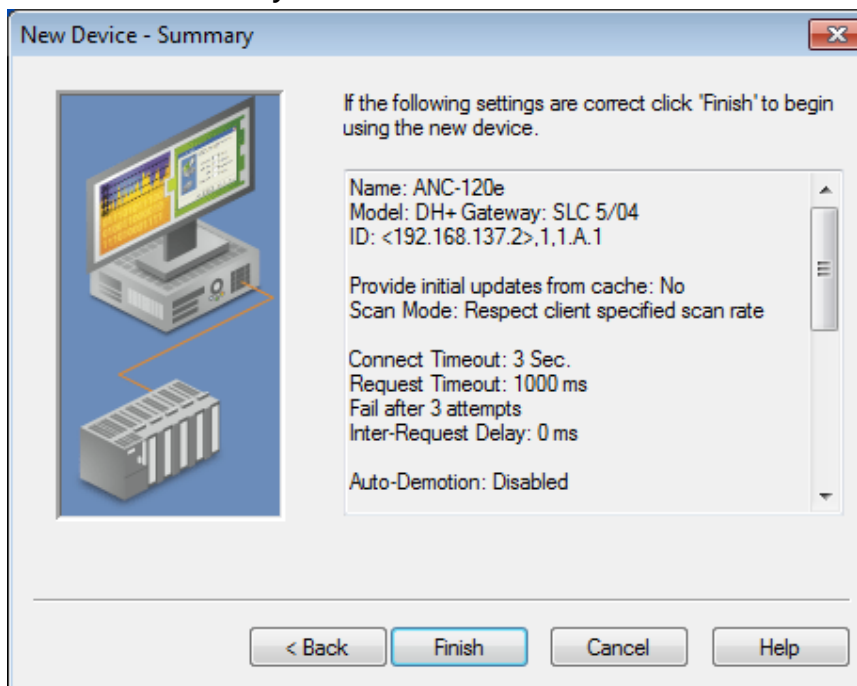 New Device - Summary
If the following settings are correct click 'Finish' to begin
using the new device.
Name: ANC-120e
Model: DH+ Gateway: SLC 5/04
ID: <192.168.137.2>,1,1.A.1
Provide initial updates from cache: No
Scan Mode: Respect client specified scan rate
Connect Timeout: 3 Sec.
Request Timeout: 1000 ms
Fail after 3 attempts
Inter-Request Delay: 0 ms
Auto-Demotion: Disabled
< Back
Finish
Cancel
Help